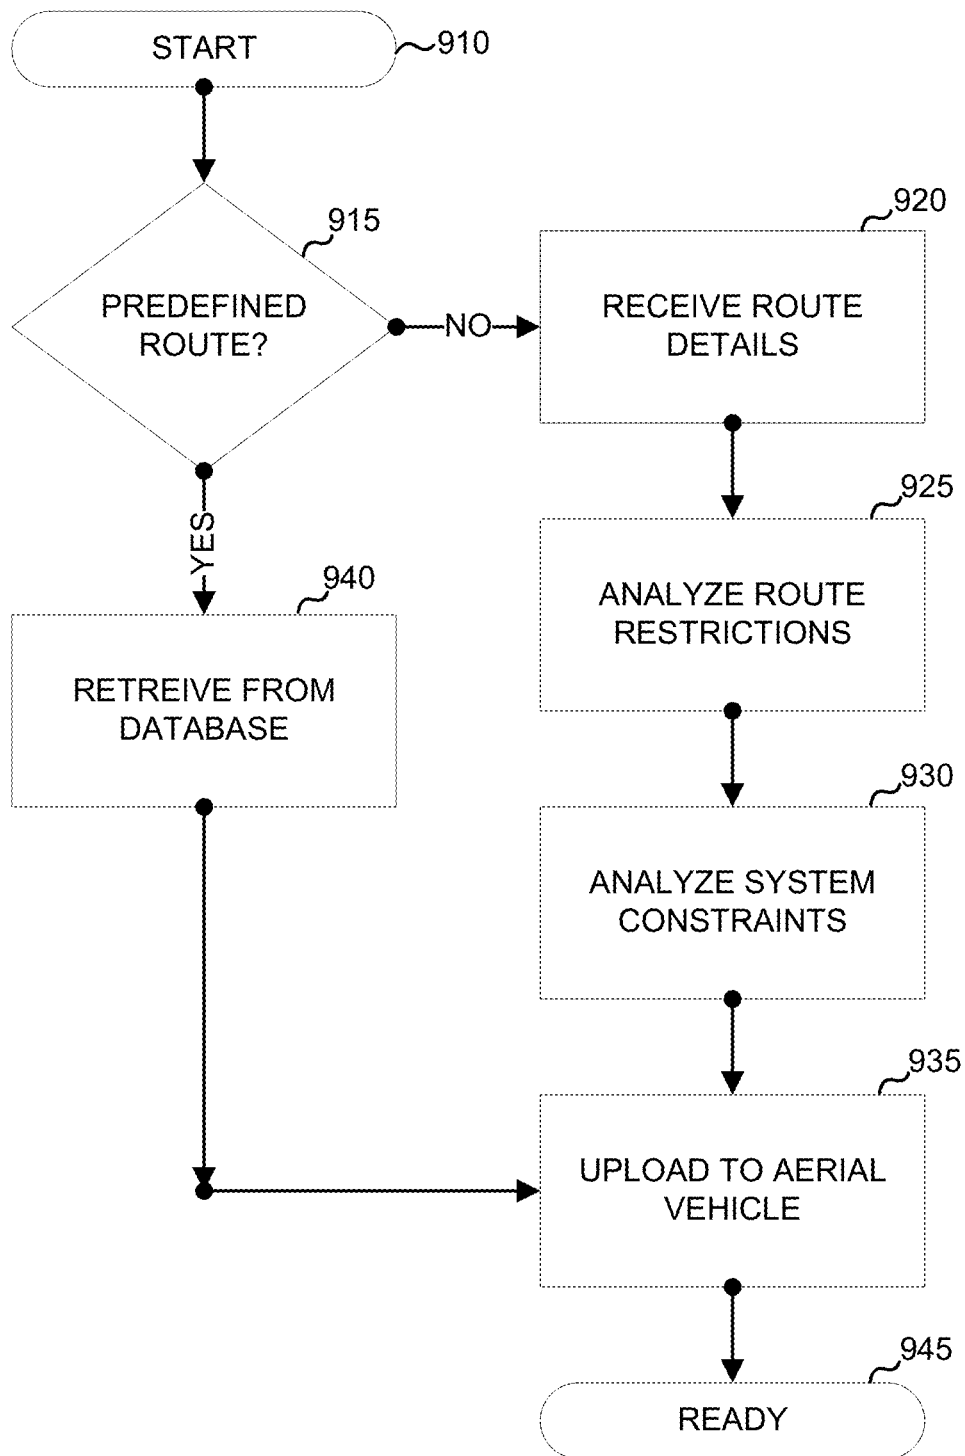 START
910
915
PREDEFINED
ROUTE?
NO
920
RECEIVE ROUTE
DETAILS
925
ANALYZE ROUTE
RESTRICTIONS
YES
940
RETREIVE FROM
DATABASE
930
ANALYZE SYSTEM
CONSTRAINTS
935
UPLOAD TO AERIAL
VEHICLE
945
READY